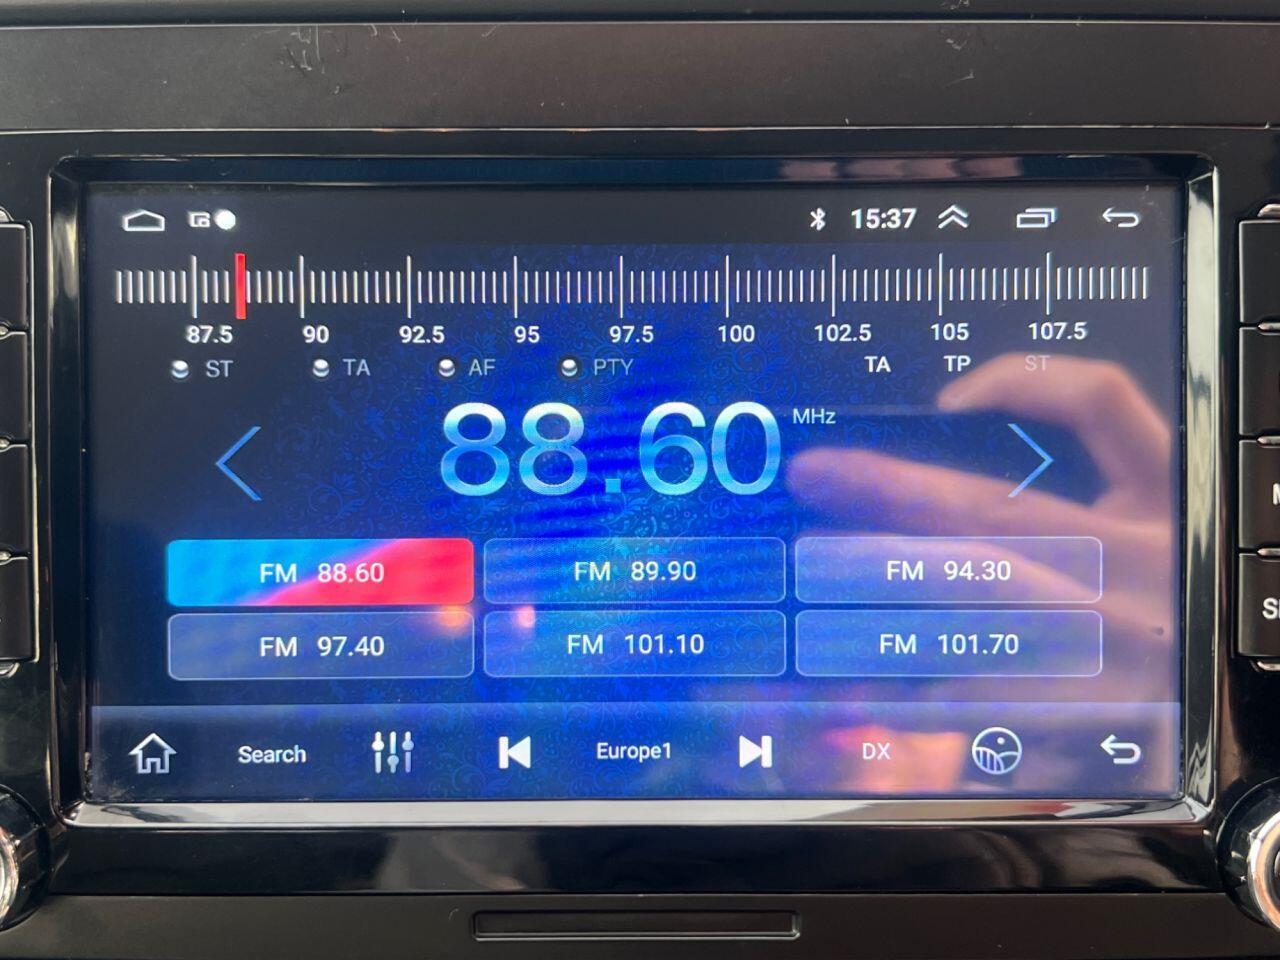 15:37
87.5 90 92.5 95 97.5 100 102.5 105 107.5
ST TA AF PTY TA TP ST
88.60 MHz
FM 88.60 FM 89.90 FM 94.30
FM 97.40 FM 101.10 FM 101.70
Search Europe1 DX